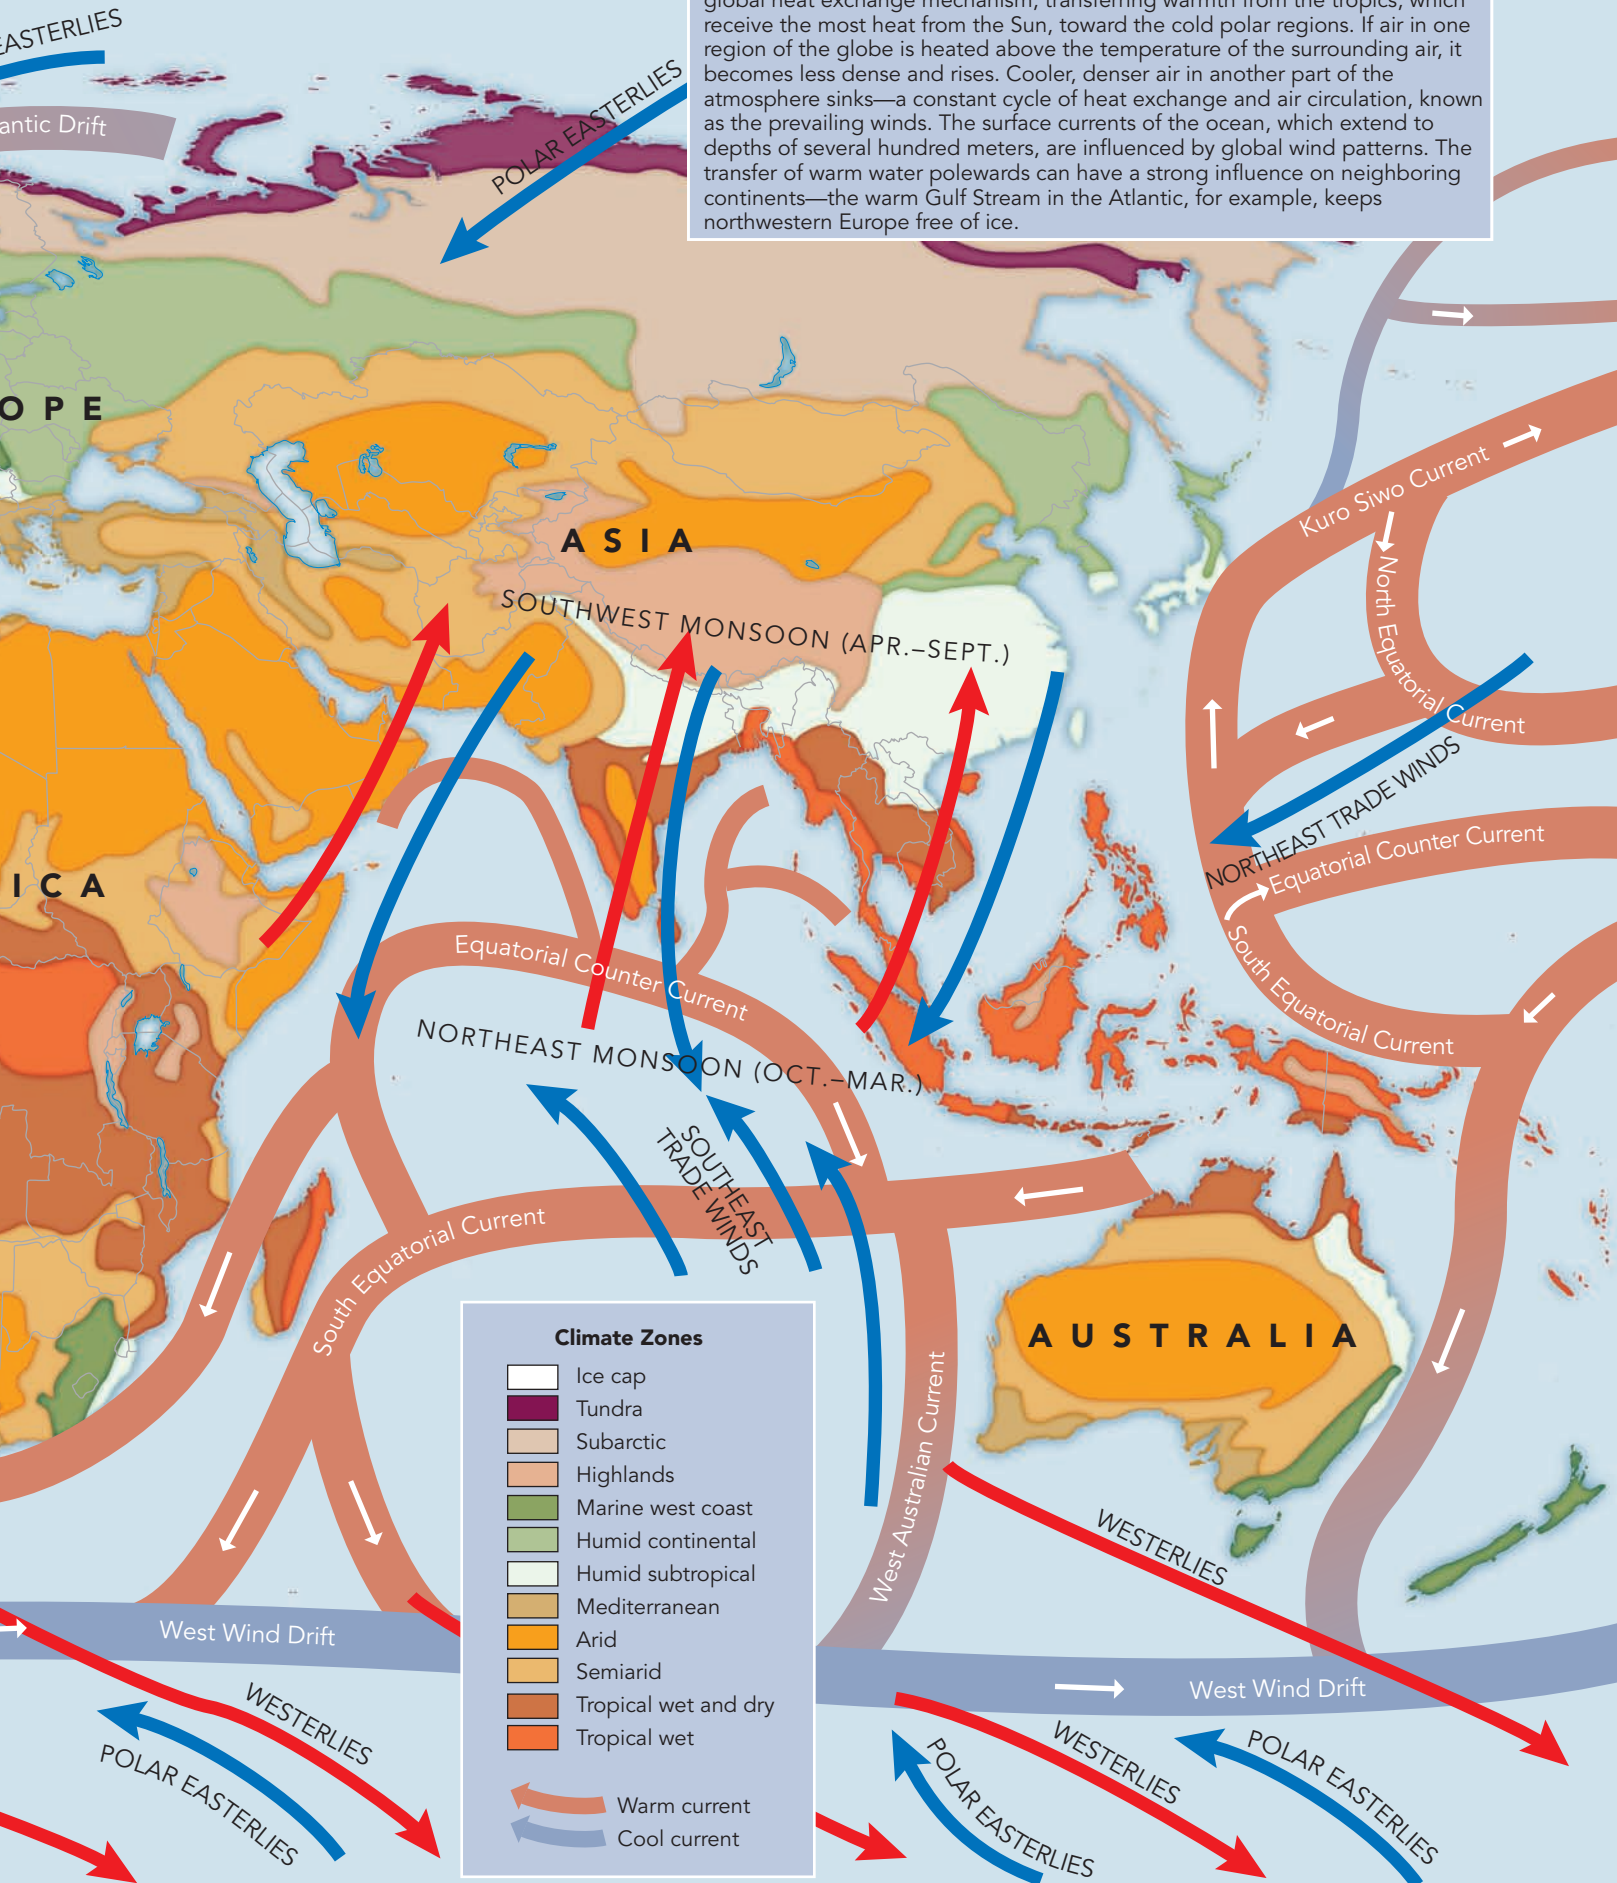 global heat exchange mechanism, transferring warmth from the tropics, which
receive the most heat from the Sun, toward the cold polar regions. If air in one
region of the globe is heated above the temperature of the surrounding air, it
becomes less dense and rises. Cooler, denser air in another part of the
atmosphere sinks—a constant cycle of heat exchange and air circulation, known
as the prevailing winds. The surface currents of the ocean, which extend to
depths of several hundred meters, are influenced by global wind patterns. The
transfer of warm water polewards can have a strong influence on neighboring
continents—the warm Gulf Stream in the Atlantic, for example, keeps
northwestern Europe free of ice.
EASTERLIES
antic Drift
POLAR EASTERLIES
OPE
ASIA
Kuro Siwo Current
North Equatorial Current
SOUTHWEST MONSOON (APR.–SEPT.)
NORTHEAST TRADE WINDS
Equatorial Counter Current
ICA
South Equatorial Current
Equatorial Counter Current
NORTHEAST MONSOON (OCT.–MAR.)
SOUTHEAST
TRADE WINDS
South Equatorial Current
AUSTRALIA
West Australian Current
WESTERLIES
West Wind Drift
West Wind Drift
WESTERLIES
POLAR EASTERLIES
WESTERLIES
POLAR EASTERLIES
POLAR EASTERLIES
Climate Zones
Ice cap
Tundra
Subarctic
Highlands
Marine west coast
Humid continental
Humid subtropical
Mediterranean
Arid
Semiarid
Tropical wet and dry
Tropical wet
Warm current
Cool current